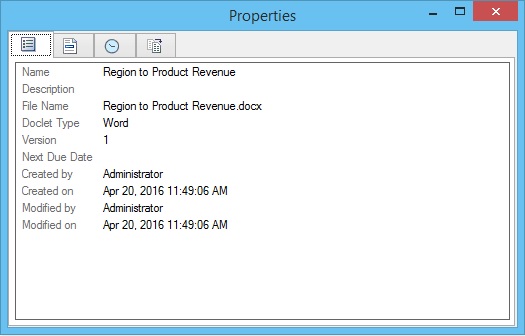 Properties
Name Region to Product Revenue
Description
File Name Region to Product Revenue.docx
Doclet Type Word
Version 1
Next Due Date
Created by Administrator
Created on Apr 20, 2016 11:49:06 AM
Modified by Administrator
Modified on Apr 20, 2016 11:49:06 AM